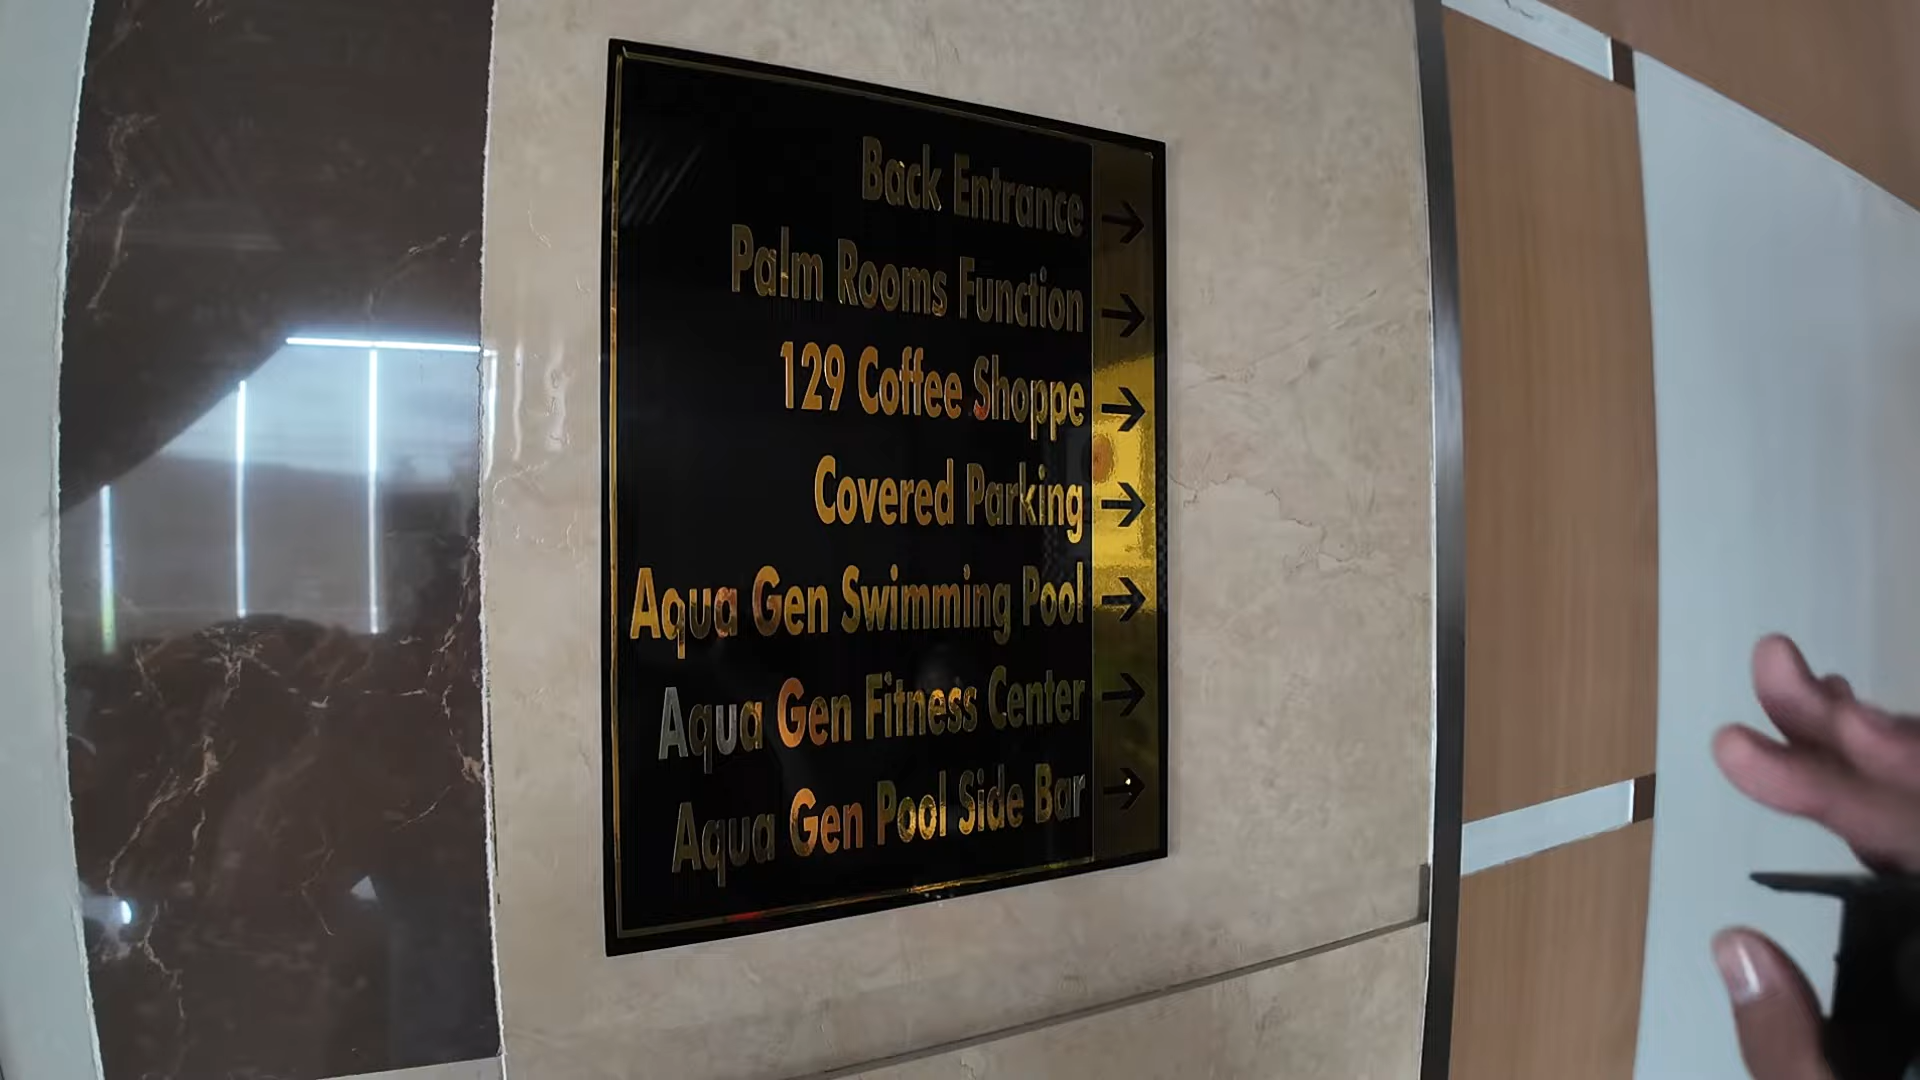 Back Entrance →
Palm Rooms Function →
129 Coffee Shoppe →
Covered Parking →
Aqua Gen Swimming Pool →
Aqua Gen Fitness Center →
Aqua Gen Pool Side Bar →